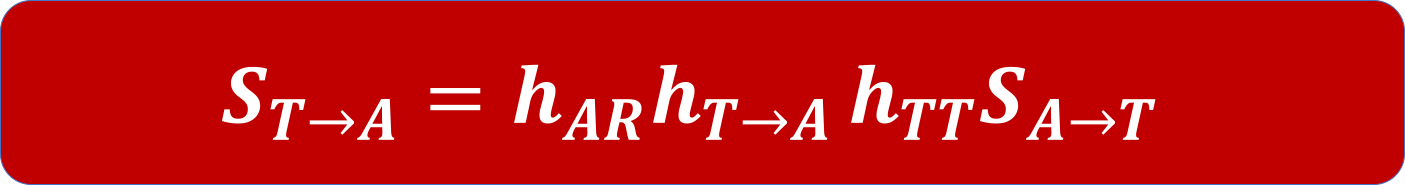 S_{T→A} = h_{AR} h_{T→A} h_{TT} S_{A→T}